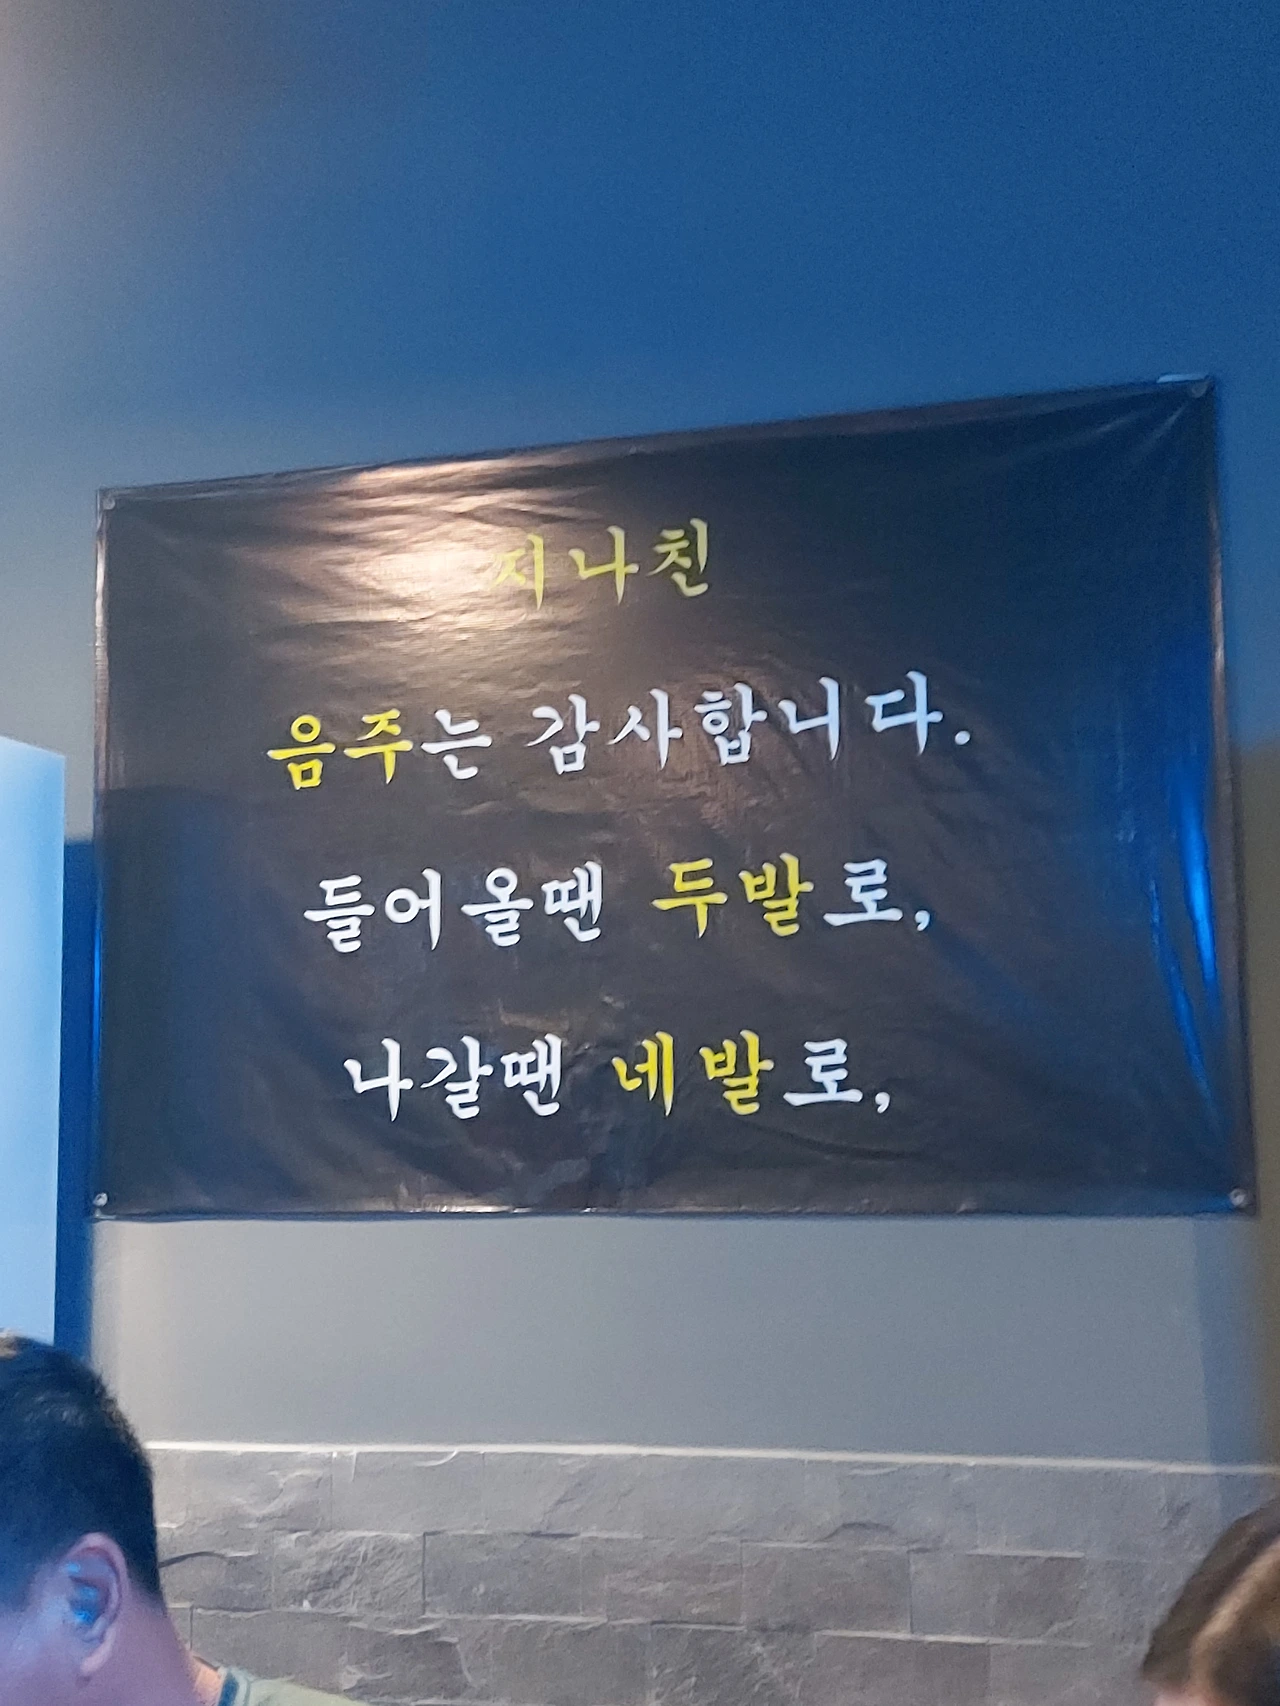 지나친
음주는 감사합니다.
들어올땐 두발로,
나갈땐 네발로,